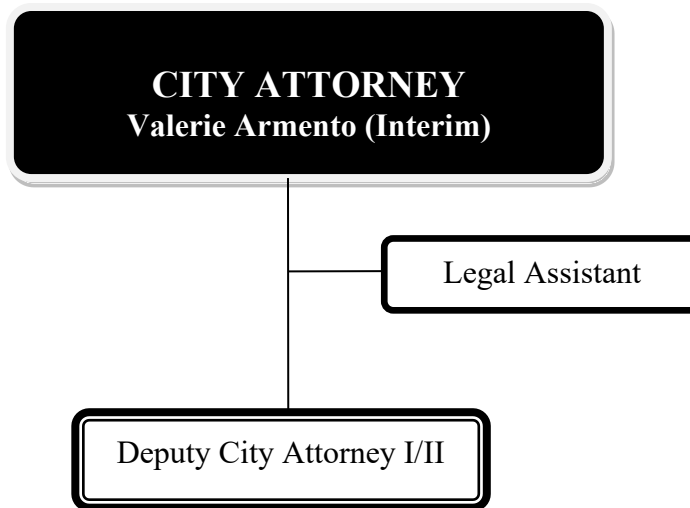 CITY ATTORNEY
Valerie Armento (Interim)
Legal Assistant
Deputy City Attorney I/II